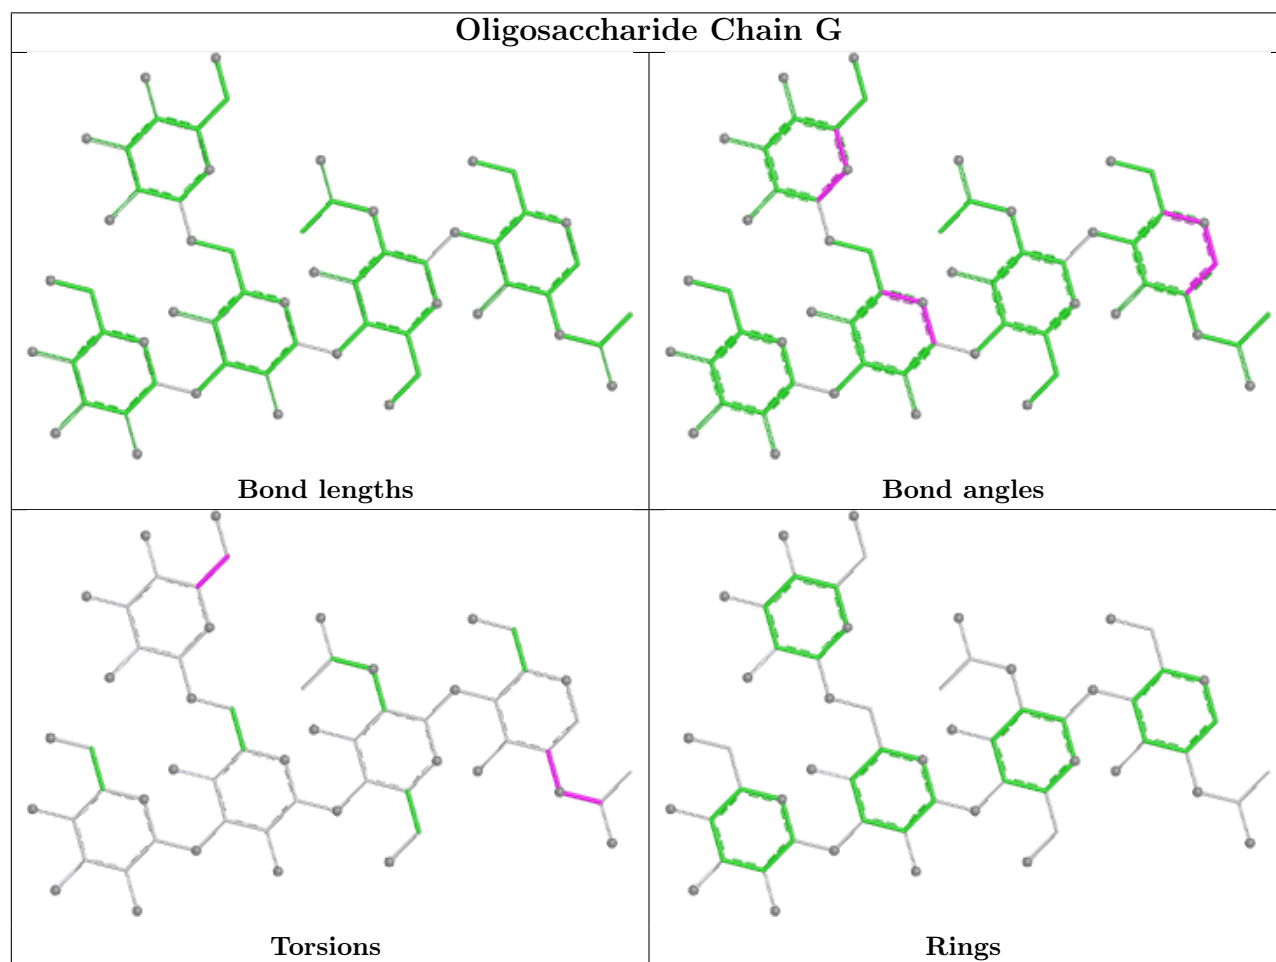 Oligosaccharide Chain G
Bond lengths
Bond angles
Torsions
Rings